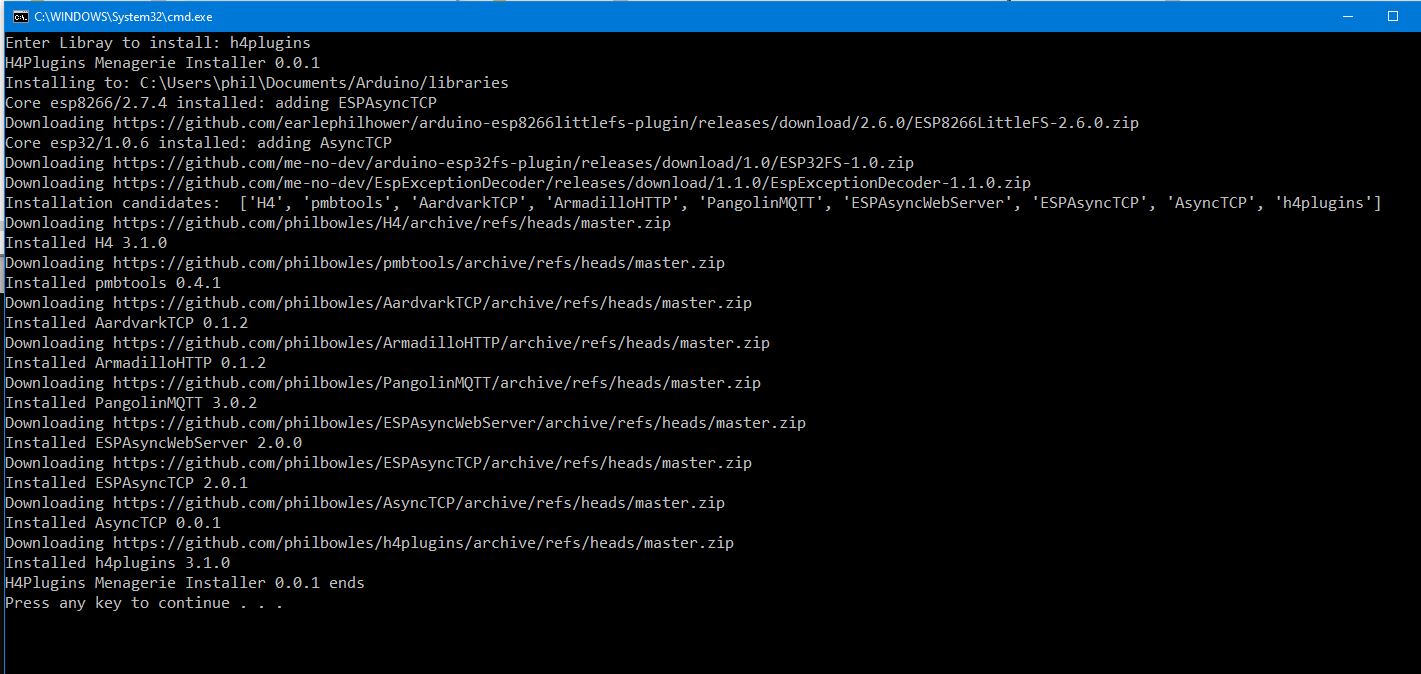 C:\WINDOWS\System32\cmd.exe
Enter Libray to install: h4plugins
H4Plugins Menagerie Installer 0.0.1
Installing to: C:\Users\phil\Documents/Arduino/libraries
Core esp8266/2.7.4 installed: adding ESPAsyncTCP
Downloading https://github.com/earlephilhower/arduino-esp8266littlefs-plugin/releases/download/2.6.0/ESP8266LittleFS-2.6.0.zip
Core esp32/1.0.6 installed: adding AsyncTCP
Downloading https://github.com/me-no-dev/arduino-esp32fs-plugin/releases/download/1.0/ESP32FS-1.0.zip
Downloading https://github.com/me-no-dev/EspExceptionDecoder/releases/download/1.1.0/EspExceptionDecoder-1.1.0.zip
Installation candidates:  ['H4', 'pmbtools', 'AardvarkTCP', 'ArmadilloHTTP', 'PangolinMQTT', 'ESPAsyncWebServer', 'ESPAsyncTCP', 'AsyncTCP', 'h4plugins']
Downloading https://github.com/philbowles/H4/archive/refs/heads/master.zip
Installed H4 3.1.0
Downloading https://github.com/philbowles/pmbtools/archive/refs/heads/master.zip
Installed pmbtools 0.4.1
Downloading https://github.com/philbowles/AardvarkTCP/archive/refs/heads/master.zip
Installed AardvarkTCP 0.1.2
Downloading https://github.com/philbowles/ArmadilloHTTP/archive/refs/heads/master.zip
Installed ArmadilloHTTP 0.1.2
Downloading https://github.com/philbowles/PangolinMQTT/archive/refs/heads/master.zip
Installed PangolinMQTT 3.0.2
Downloading https://github.com/philbowles/ESPAsyncWebServer/archive/refs/heads/master.zip
Installed ESPAsyncWebServer 2.0.0
Downloading https://github.com/philbowles/ESPAsyncTCP/archive/refs/heads/master.zip
Installed ESPAsyncTCP 2.0.1
Downloading https://github.com/philbowles/AsyncTCP/archive/refs/heads/master.zip
Installed AsyncTCP 0.0.1
Downloading https://github.com/philbowles/h4plugins/archive/refs/heads/master.zip
Installed h4plugins 3.1.0
H4Plugins Menagerie Installer 0.0.1 ends
Press any key to continue . . .